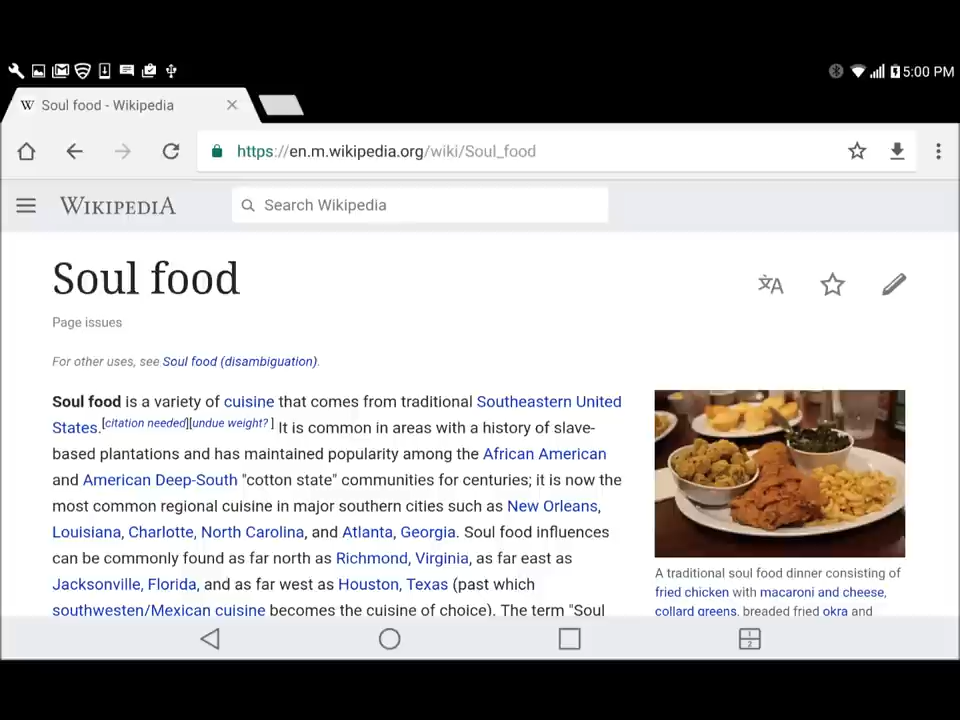 5:00 PM
W Soul food - Wikipedia
https://en.m.wikipedia.org/wiki/Soul_food
WIKIPEDIA
Search Wikipedia
Soul food
文A
Page issues
For other uses, see Soul food (disambiguation).
Soul food is a variety of cuisine that comes from traditional Southeastern United
States.[citation needed][undue weight? ] It is common in areas with a history of slave-
based plantations and has maintained popularity among the African American
and American Deep-South "cotton state" communities for centuries; it is now the
most common regional cuisine in major southern cities such as New Orleans,
Louisiana, Charlotte, North Carolina, and Atlanta, Georgia. Soul food influences
can be commonly found as far north as Richmond, Virginia, as far east as
Jacksonville, Florida, and as far west as Houston, Texas (past which
southwesten/Mexican cuisine becomes the cuisine of choice). The term "Soul
A traditional soul food dinner consisting of
fried chicken with macaroni and cheese,
collard greens, breaded fried okra and
1
2